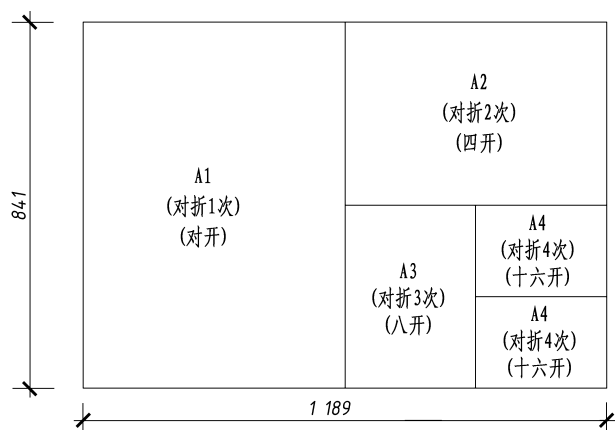 A2
(对折2次)
(四开)
A1
(对折1次)
(对开)
841
A4
(对折4次)
(十六开)
A3
(对折3次)
(八开)
A4
(对折4次)
(十六开)
1 189